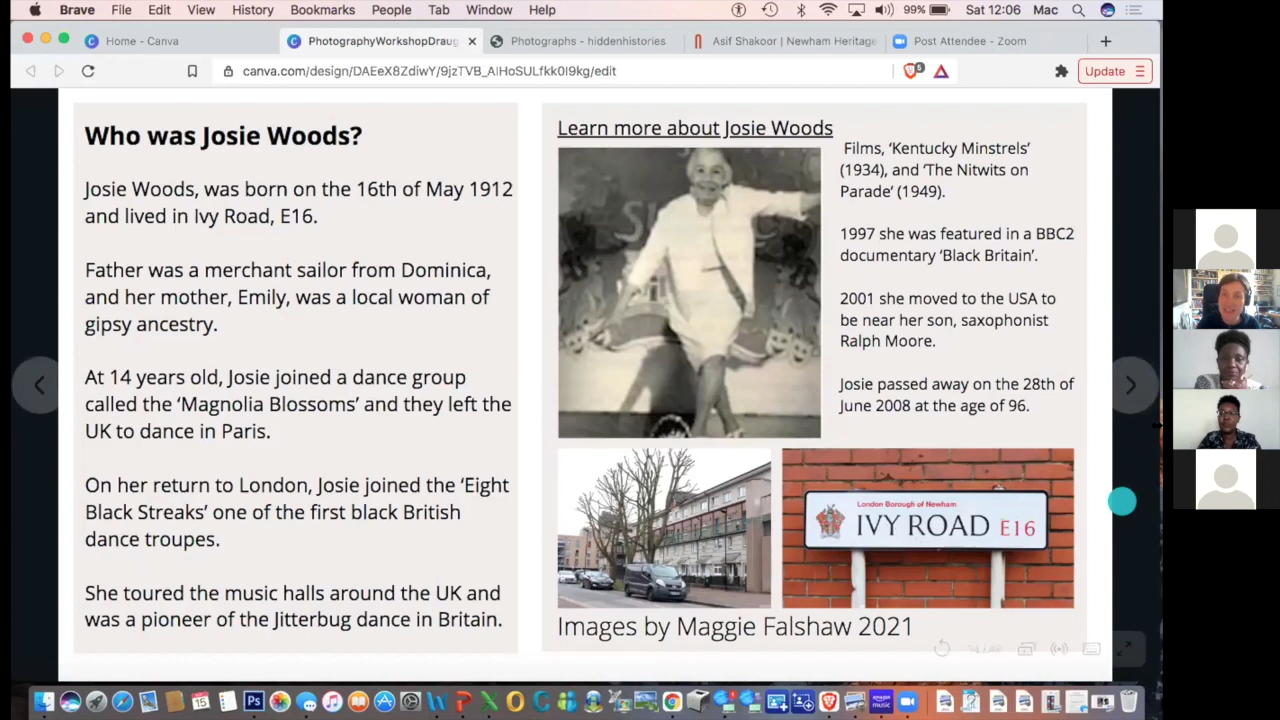 Brave File Edit View History Bookmarks People Tab Window Help 99% Sat 12:06 Mac
Home - Canva PhotographyWorkshopDraug Photographs - hiddenhistories Asif Shakoor | Newham Heritage Post Attendee - Zoom
Update
Who was Josie Woods?
Josie Woods, was born on the 16th of May 1912
and lived in Ivy Road, E16.
Father was a merchant sailor from Dominica,
and her mother, Emily, was a local woman of
gipsy ancestry.
At 14 years old, Josie joined a dance group
called the ‘Magnolia Blossoms’ and they left the
UK to dance in Paris.
On her return to London, Josie joined the ‘Eight
Black Streaks’ one of the first black British
dance troupes.
She toured the music halls around the UK and
was a pioneer of the Jitterbug dance in Britain.
Learn more about Josie Woods
Films, ‘Kentucky Minstrels’
(1934), and ‘The Nitwits on
Parade‘ (1949).
1997 she was featured in a BBC2
documentary ‘Black Britain’.
2001 she moved to the USA to
be near her son, saxophonist
Ralph Moore.
Josie passed away on the 28th of
June 2008 at the age of 96.
London Borough of Newham
IVY ROAD E16
Images by Maggie Falshaw 2021